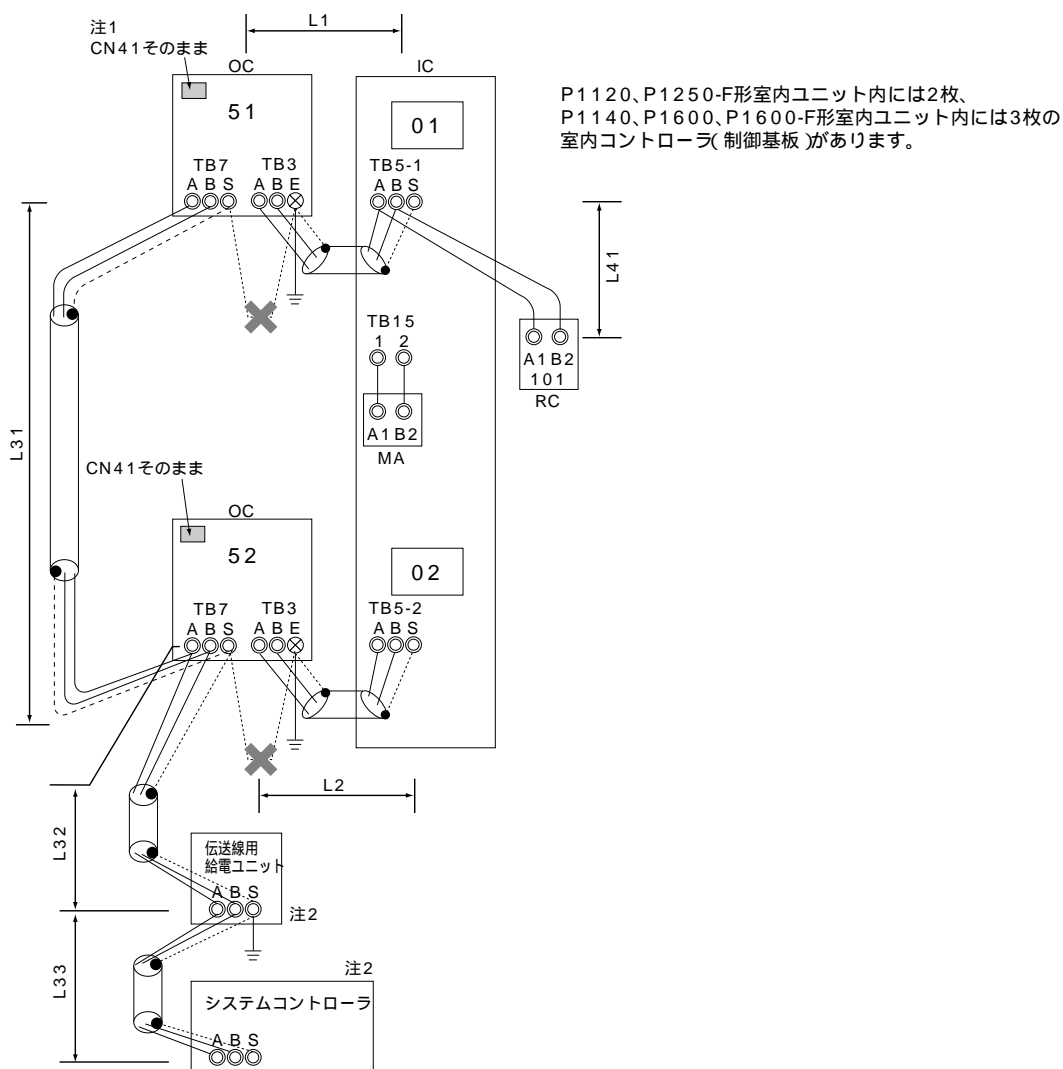 注1
CN41そのまま
L1
OC
IC
51
01
P1120、P1250-F形室内ユニット内には2枚、
P1140、P1600、P1600-F形室内ユニット内には3枚の
室内コントローラ(制御基板)があります。
TB7
TB3
TB5-1
A B S
A B E
A B S
L31
L41
TB15
1 2
A1 B2
101
RC
A1 B2
MA
CN41そのまま
OC
52
02
TB7
TB3
TB5-2
A B S
A B E
A B S
L2
L32
伝送線用
給電ユニット
A B S
注2
L33
注2
システムコントローラ
A B S